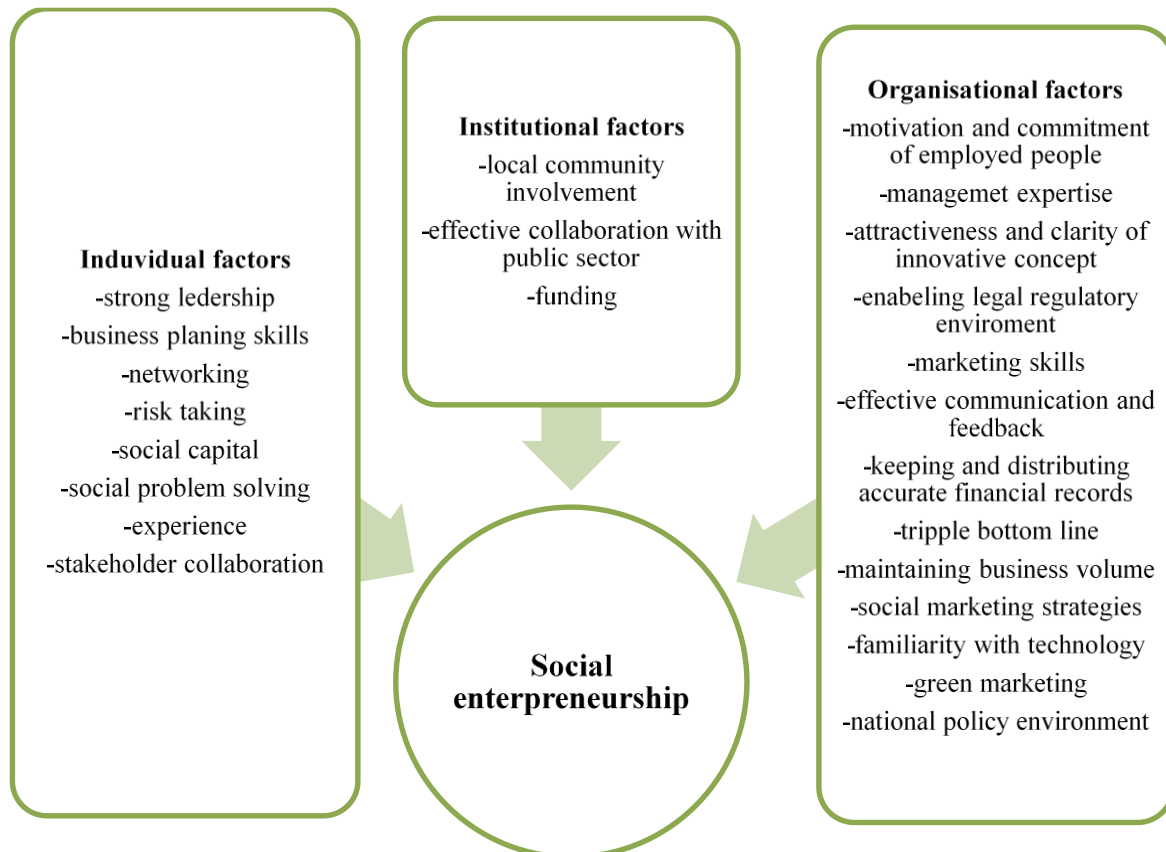 Induvidual factors
-strong ledership
-business planing skills
-networking
-risk taking
-social capital
-social problem solving
-experience
-stakeholder collaboration
Institutional factors
-local community
involvement
-effective collaboration with
public sector
-funding
Organisational factors
-motivation and commitment
of employed people
-managemet expertise
-attractiveness and clarity of
innovative concept
-enabeling legal regulatory
enviroment
-marketing skills
-effective communication and
feedback
-keeping and distributing
accurate financial records
-tripple bottom line
-maintaining business volume
-social marketing strategies
-familiarity with technology
-green marketing
-national policy environment
Social
enterpreneurship